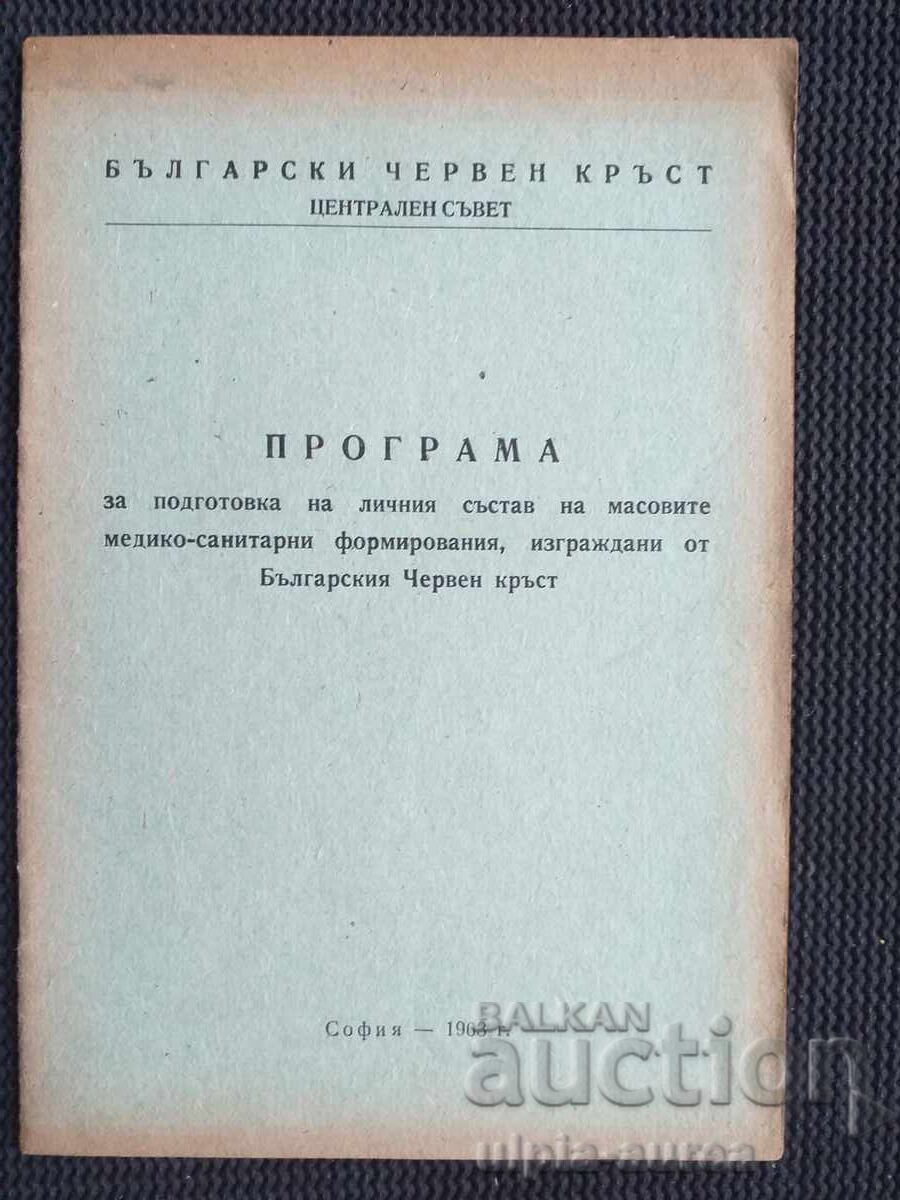 БЪЛГАРСКИ ЧЕРВЕН КРЪСТ
ЦЕНТРАЛЕН СЪВЕТ
ПРОГРАМА
за подготовка на личния състав на масовите
медико-санитарни формирования, изграждани от
Българския Червен кръст
София — 1963 г.
BALKAN
auction
ulpia-aurea